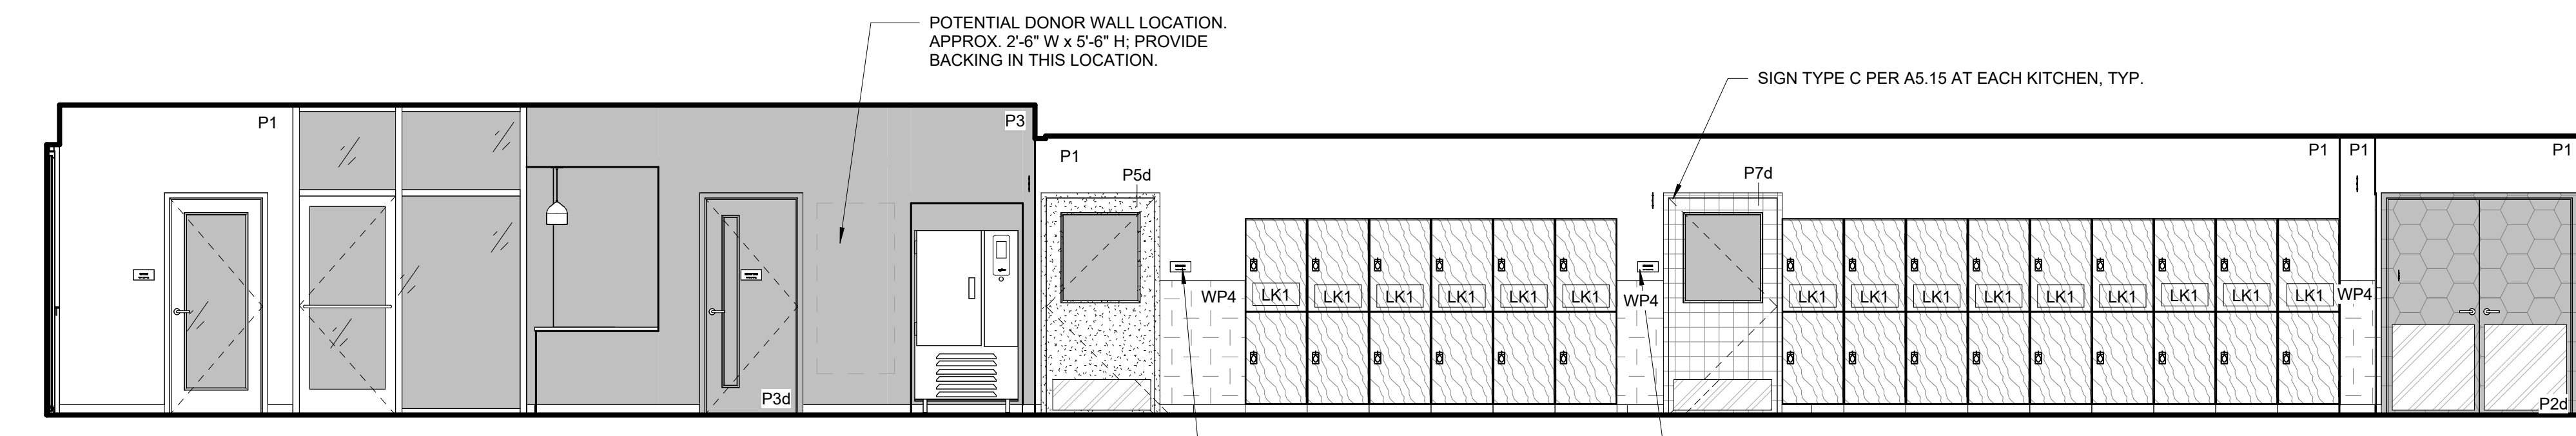 POTENTIAL DONOR WALL LOCATION.
APPROX. 2'-6" W x 5'-6" H; PROVIDE
BACKING IN THIS LOCATION.
SIGN TYPE C PER A5.15 AT EACH KITCHEN, TYP.
P1
P3
P1
P5d
P7d
P1
P1
P1
WP4
LK1
LK1
LK1
LK1
LK1
LK1
WP4
LK1
LK1
LK1
LK1
LK1
LK1
LK1
LK1
LK1
WP4
P3d
P2d